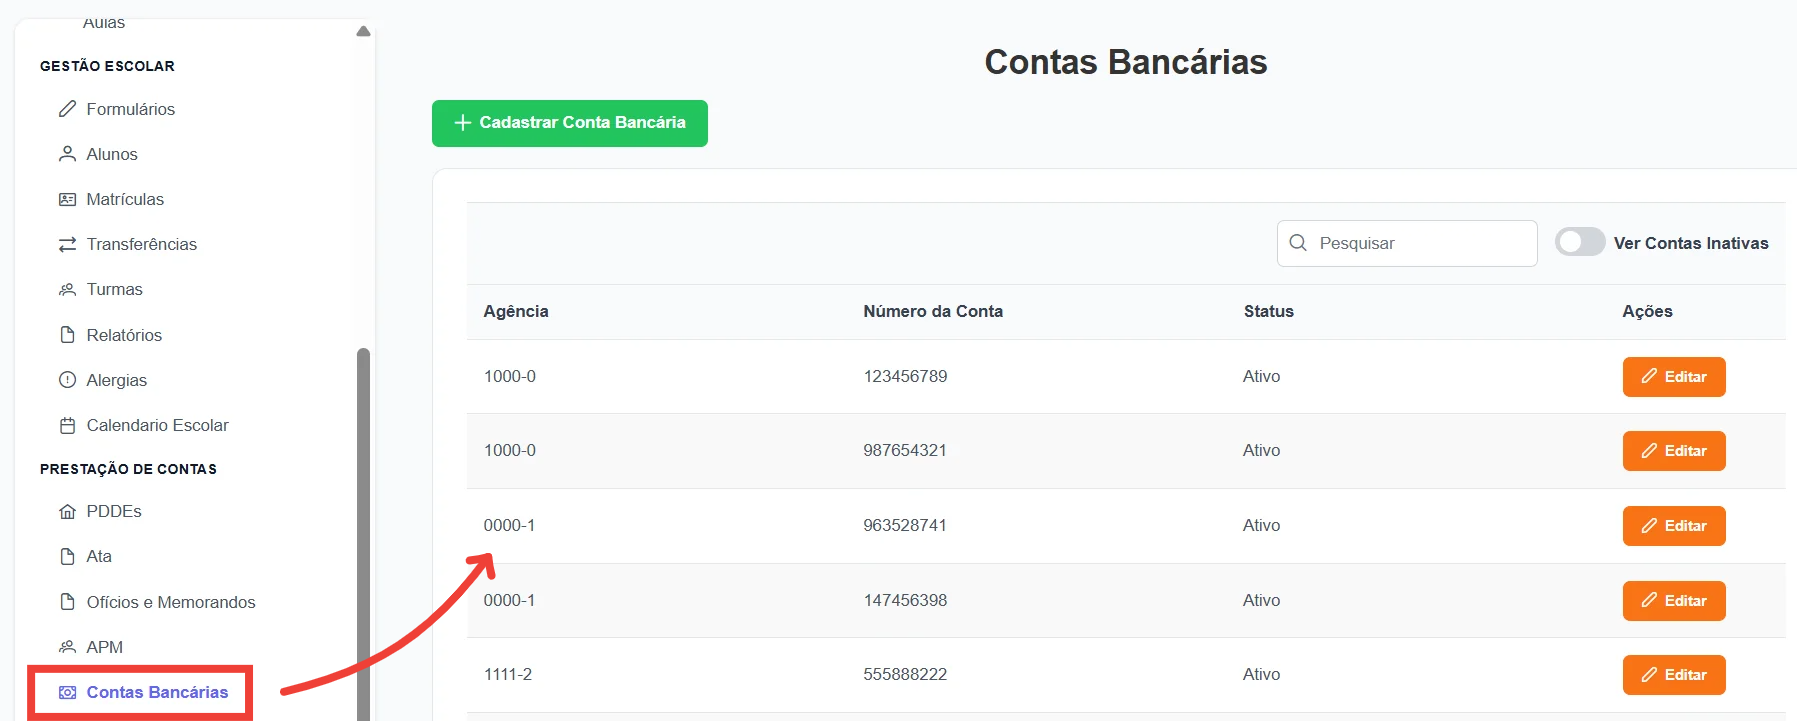 Aulas
GESTÃO ESCOLAR
Formulários
Alunos
Matrículas
Transferências
Turmas
Relatórios
Alergias
Calendario Escolar
PRESTAÇÃO DE CONTAS
PDDEs
Ata
Ofícios e Memorandos
APM
Contas Bancárias
Contas Bancárias
Cadastrar Conta Bancária
Pesquisar Ver Contas Inativas
Agência Número da Conta Status Ações
1000-0 123456789 Ativo Editar
1000-0 987654321 Ativo Editar
0000-1 963528741 Ativo Editar
0000-1 147456398 Ativo Editar
1111-2 555888222 Ativo Editar